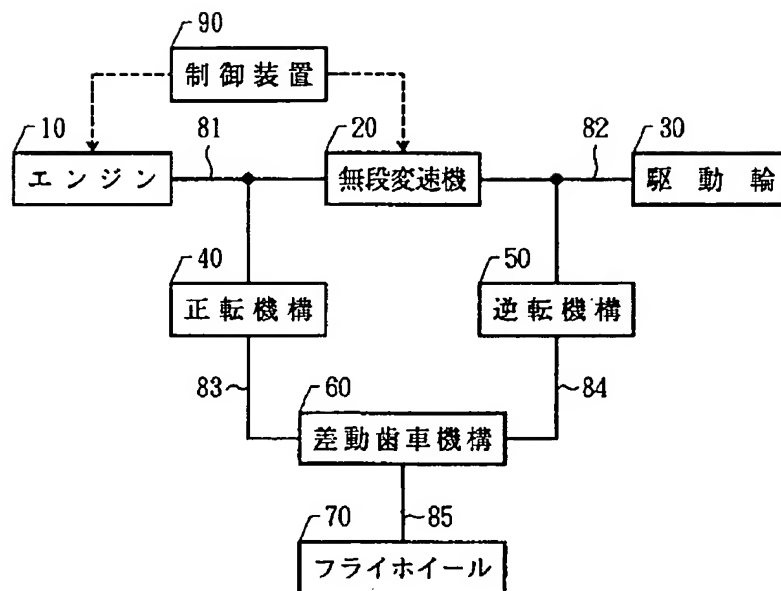 90
制御装置
10
81
20
82
30
エンジン
無段変速機
駆動輪
40
50
正転機構
逆転機構
83
60
84
差動歯車機構
70
85
フライホイール